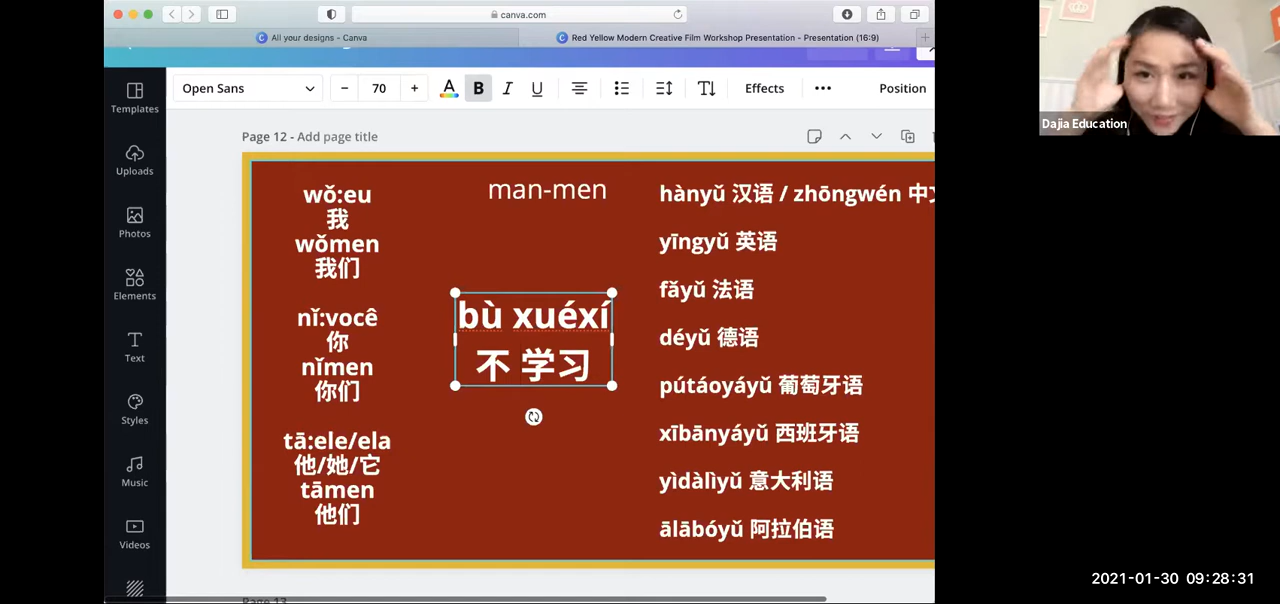 canva.com
All your designs - Canva
Red Yellow Modern Creative Film Workshop Presentation - Presentation (16:9)
Open Sans
70
A
B
I
U
Effects
Position
Templates
Uploads
Photos
Elements
Text
Styles
Music
Videos
Page 12 - Add page title
wǒ:eu
我
wǒmen
我们
nǐ:você
你
nǐmen
你们
tā:ele/ela
他/她/它
tāmen
他们
man-men
bù xuéxí
不 学习
hànyǔ 汉语 / zhōngwén 中
yīngyǔ 英语
fǎyǔ 法语
déyǔ 德语
pútáoyáyǔ 葡萄牙语
xībānyáyǔ 西班牙语
yìdàlìyǔ 意大利语
ālābóyǔ 阿拉伯语
Dajia Education
2021-01-30 09:28:31